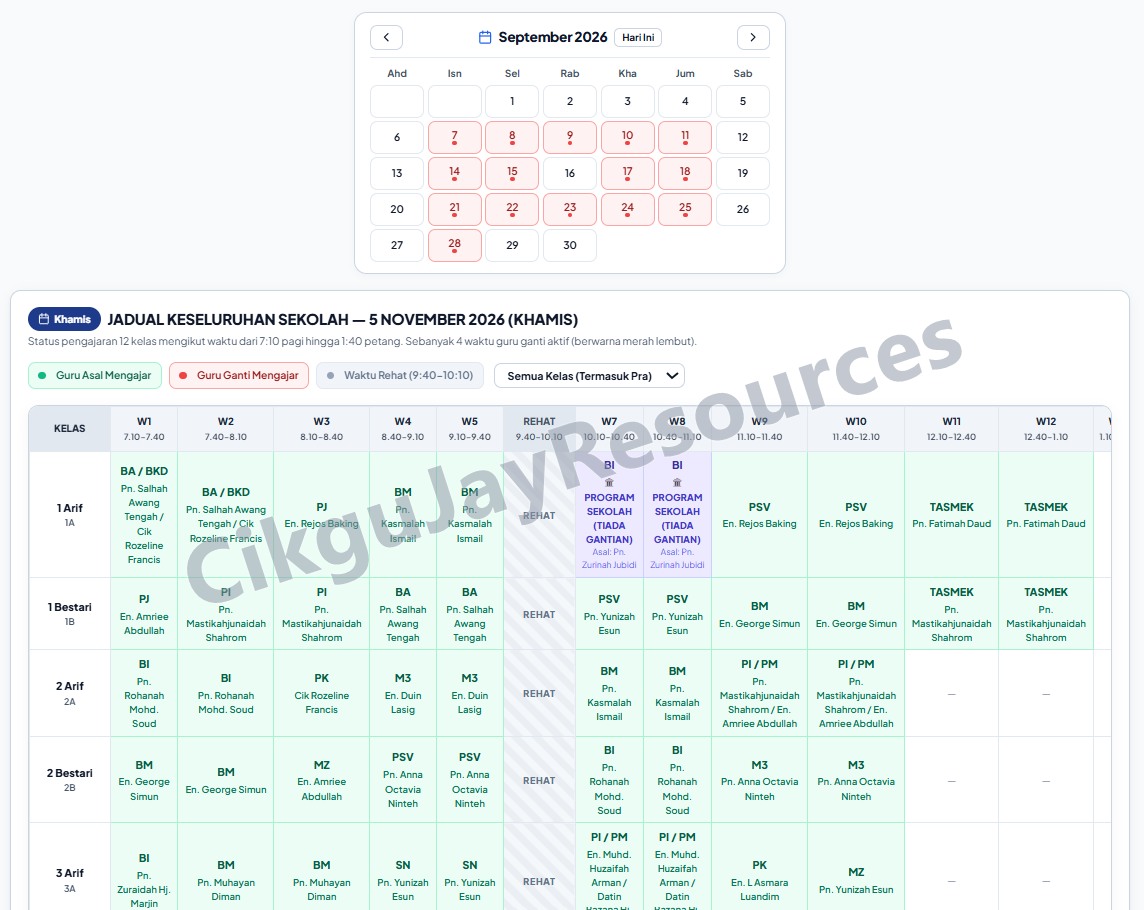 September 2026 Hari Ini
Ahd Isn Sel Rab Kha Jum Sab
1 2 3 4 5
6 7 8 9 10 11 12
13 14 15 16 17 18 19
20 21 22 23 24 25 26
27 28 29 30
Khamis JADUAL KESELURUHAN SEKOLAH — 5 NOVEMBER 2026 (KHAMIS)
Status pengajaran 12 kelas mengikut waktu dari 7:10 pagi hingga 1:40 petang. Sebanyak 4 waktu guru ganti aktif (berwarna merah lembut).
Guru Asal Mengajar Guru Ganti Mengajar Waktu Rehat (9:40–10:10) Semua Kelas (Termasuk Pra)
CikguJayResources
KELAS
W1
7.10–7.40
W2
7.40–8.10
W3
8.10–8.40
W4
8.40–9.10
W5
9.10–9.40
REHAT
9.40–10.10
W7
10.10–10.40
W8
10.40–11.10
W9
11.10–11.40
W10
11.40–12.10
W11
12.10–12.40
W12
12.40–1.10
1 Arif
1A
BA / BKD
Pn. Salhah
Awang
Tengah /
Cik
Rozeline
Francis
BA / BKD
Pn. Salhah Awang
Tengah / Cik
Rozeline Francis
PJ
En. Rejos Baking
BM
Pn.
Kasmalah
Ismail
BM
Pn.
Kasmalah
Ismail
REHAT
BI
🏛
PROGRAM
SEKOLAH
(TIADA
GANTIAN)
Asal: Pn.
Zurinah Jubidi
BI
🏛
PROGRAM
SEKOLAH
(TIADA
GANTIAN)
Asal: Pn.
Zurinah Jubidi
PSV
En. Rejos Baking
PSV
En. Rejos Baking
TASMEK
Pn. Fatimah Daud
TASMEK
Pn. Fatimah Daud
1 Bestari
1B
PJ
En. Amriee
Abdullah
PI
Pn.
Mastikahjunaidah
Shahrom
PI
Pn.
Mastikahjunaidah
Shahrom
BA
Pn. Salhah
Awang
Tengah
BA
Pn. Salhah
Awang
Tengah
REHAT
PSV
Pn. Yunizah
Esun
PSV
Pn. Yunizah
Esun
BM
En. George Simun
BM
En. George Simun
TASMEK
Pn.
Mastikahjunaidah
Shahrom
TASMEK
Pn.
Mastikahjunaidah
Shahrom
2 Arif
2A
BI
Pn.
Rohanah
Mohd.
Soud
BI
Pn. Rohanah
Mohd. Soud
PK
Cik Rozeline
Francis
M3
En. Duin
Lasig
M3
En. Duin
Lasig
REHAT
BM
Pn.
Kasmalah
Ismail
BM
Pn.
Kasmalah
Ismail
PI / PM
Pn.
Mastikahjunaidah
Shahrom / En.
Amriee Abdullah
PI / PM
Pn.
Mastikahjunaidah
Shahrom / En.
Amriee Abdullah
—
—
2 Bestari
2B
BM
En. George
Simun
BM
En. George Simun
MZ
En. Amriee
Abdullah
PSV
Pn. Anna
Octavia
Ninteh
PSV
Pn. Anna
Octavia
Ninteh
REHAT
BI
Pn.
Rohanah
Mohd.
Soud
BI
Pn.
Rohanah
Mohd.
Soud
M3
Pn. Anna Octavia
Ninteh
M3
Pn. Anna Octavia
Ninteh
—
—
3 Arif
3A
BI
Pn.
Zuraidah Hj.
Marjin
BM
Pn. Muhayan
Diman
BM
Pn. Muhayan
Diman
SN
Pn. Yunizah
Esun
SN
Pn. Yunizah
Esun
REHAT
PI / PM
En. Muhd.
Huzaifah
Arman /
Datin
PI / PM
En. Muhd.
Huzaifah
Arman /
Datin
PK
En. L Asmara
Luandim
MZ
Pn. Yunizah Esun
—
—